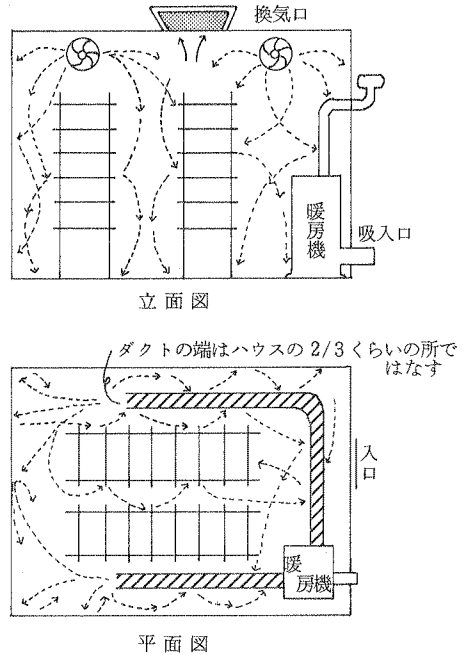 換気口
暖房機
吸入口
立面図
ダクトの端はハウスの2/3くらいの所で
はなす
入口
暖房機
平面図